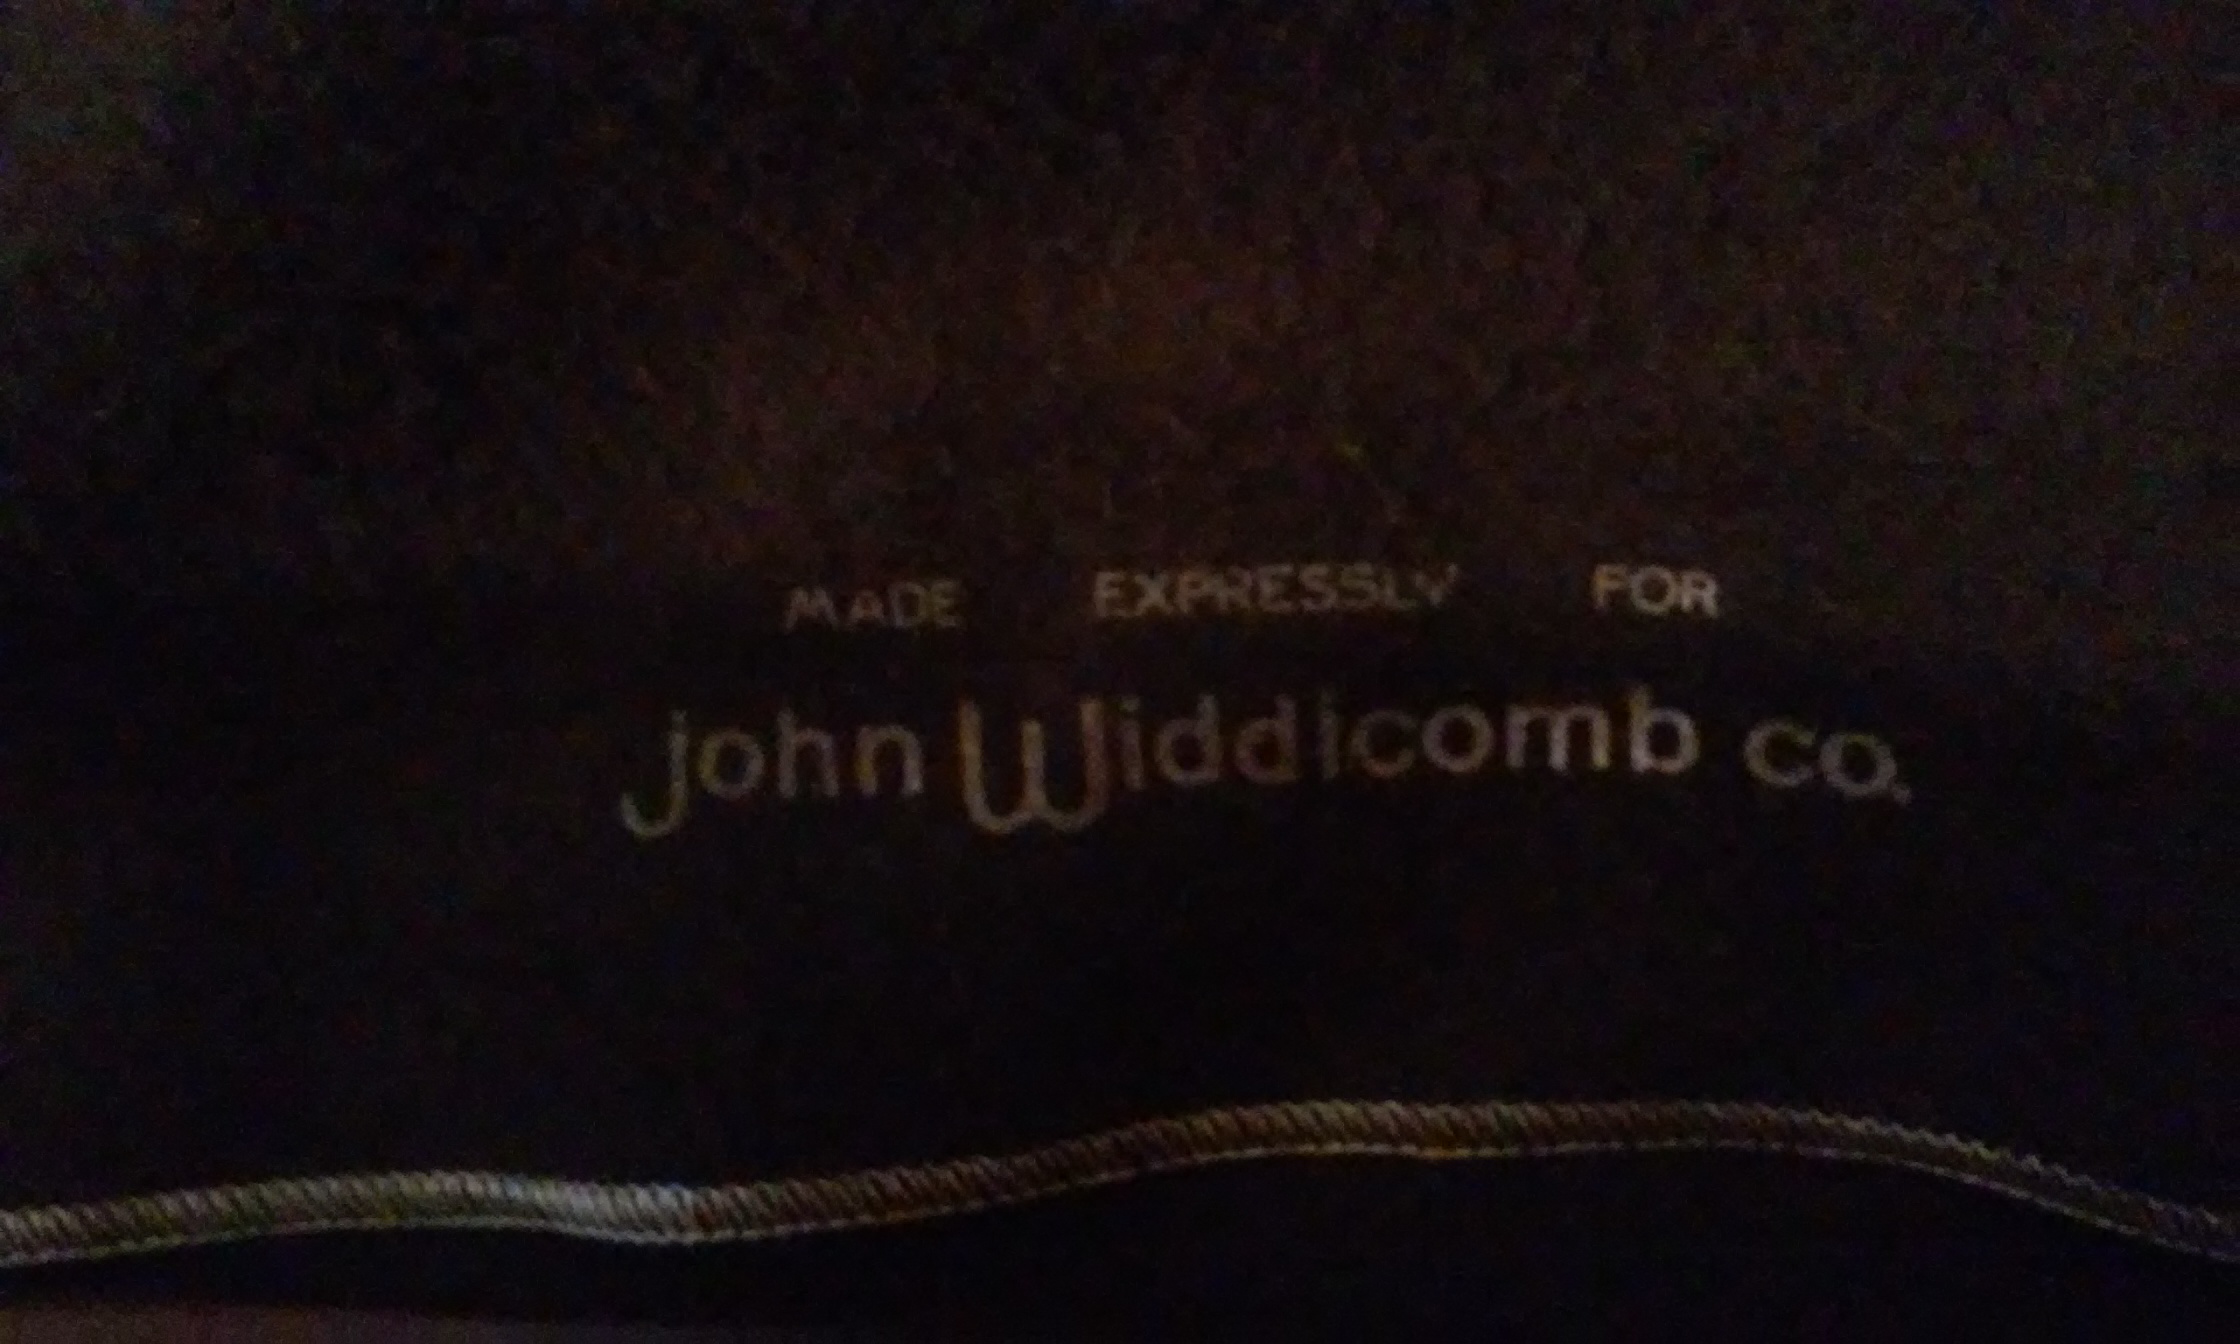 MADE EXPRESSLY FOR
john Widdicomb co.